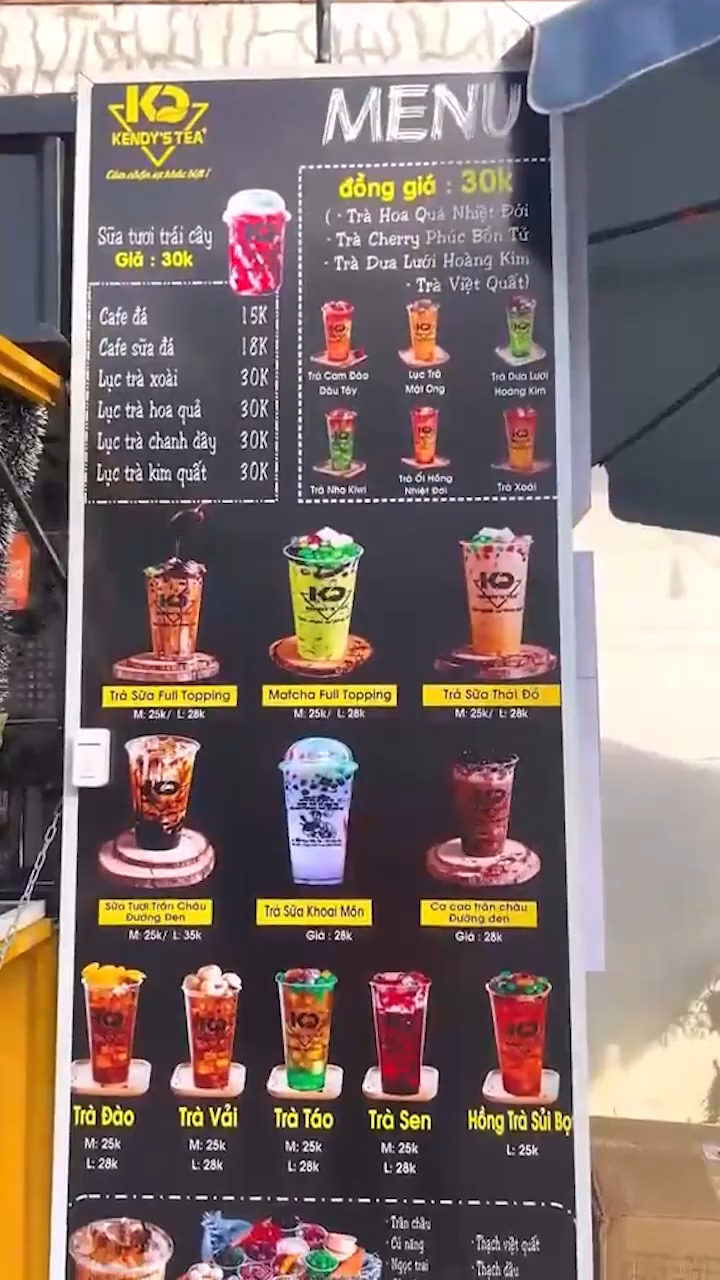 KENDY'S TEA+
Cảm nhận sự khác biệt!
MENU
Sữa tươi trái cây
Giá : 30k
Cafe đá 15K
Cafe sữa đá 18K
Lục trà xoài 30K
Lục trà hoa quả 30K
Lục trà chanh dây 30K
Lục trà kim quất 30K
đồng giá : 30k
( - Trà Hoa Quả Nhiệt Đới
- Trà Cherry Phúc Bồn Tử
- Trà Dưa Lưới Hoàng Kim
- Trà Việt Quất)
Trà Cam Đào
Dâu Tây
Lục Trà
Mật Ong
Trà Dưa Lưới
Hoàng Kim
Trà Nha Kiwi
Trà Ổi Hồng
Nhiệt Đới
Trà Xoài
Trà Sữa Full Topping
M: 25k/ L: 28k
Matcha Full Topping
M: 25k/ L: 28k
Trà Sữa Thái Đỏ
M: 25k/ L: 28k
Sữa Tươi Trân Châu
Đường Đen
M: 25k/ L: 35k
Trà Sữa Khoai Môn
Giá : 28k
Ca cao trân châu
Đường đen
Giá : 28k
Trà Đào
M: 25k
L: 28k
Trà Vải
M: 25k
L: 28k
Trà Táo
M: 25k
L: 28k
Trà Sen
M: 25k
L: 28k
Hồng Trà Sủi Bọ
L: 25k
- Trân châu
- Củ năng
- Ngọc trai
- Thạch việt quất
- Thạch dâu